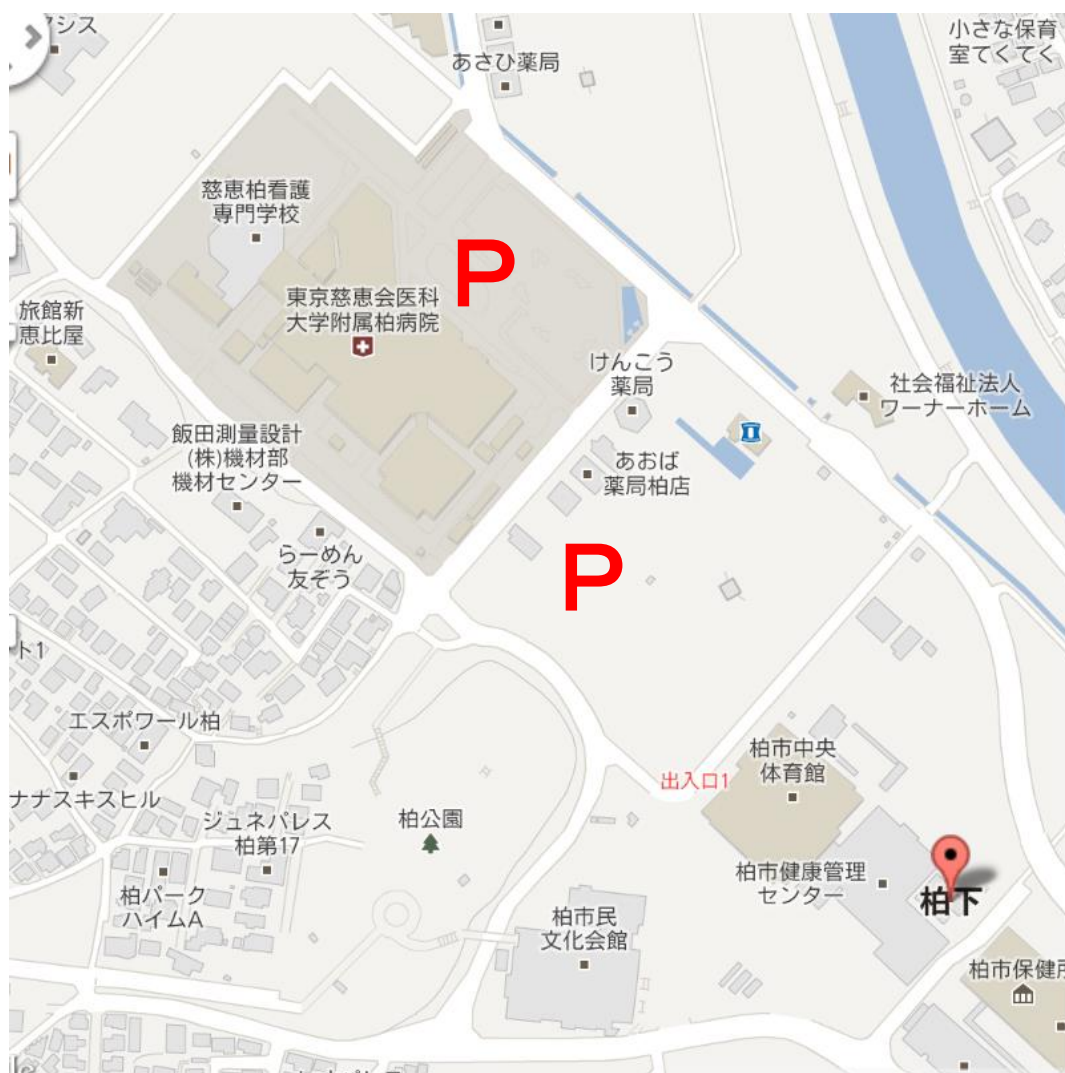 シス
あさひ薬局
小さな保育
室てくてく
慈恵柏看護
専門学校
P
東京慈恵会医科
大学附属柏病院
旅館新
恵比屋
けんこう
薬局
社会福祉法人
ワーナーホーム
飯田測量設計
(株)機材部
機材センター
あおば
薬局柏店
らーめん
友ぞう
P
ト1
エスポワール柏
柏市中央
体育館
出入口1
ナナスキスヒル
ジュネパレス
柏第17
柏公園
柏市健康管理
センター
柏下
柏パーク
ハイムA
柏市民
文化会館
柏市保健所